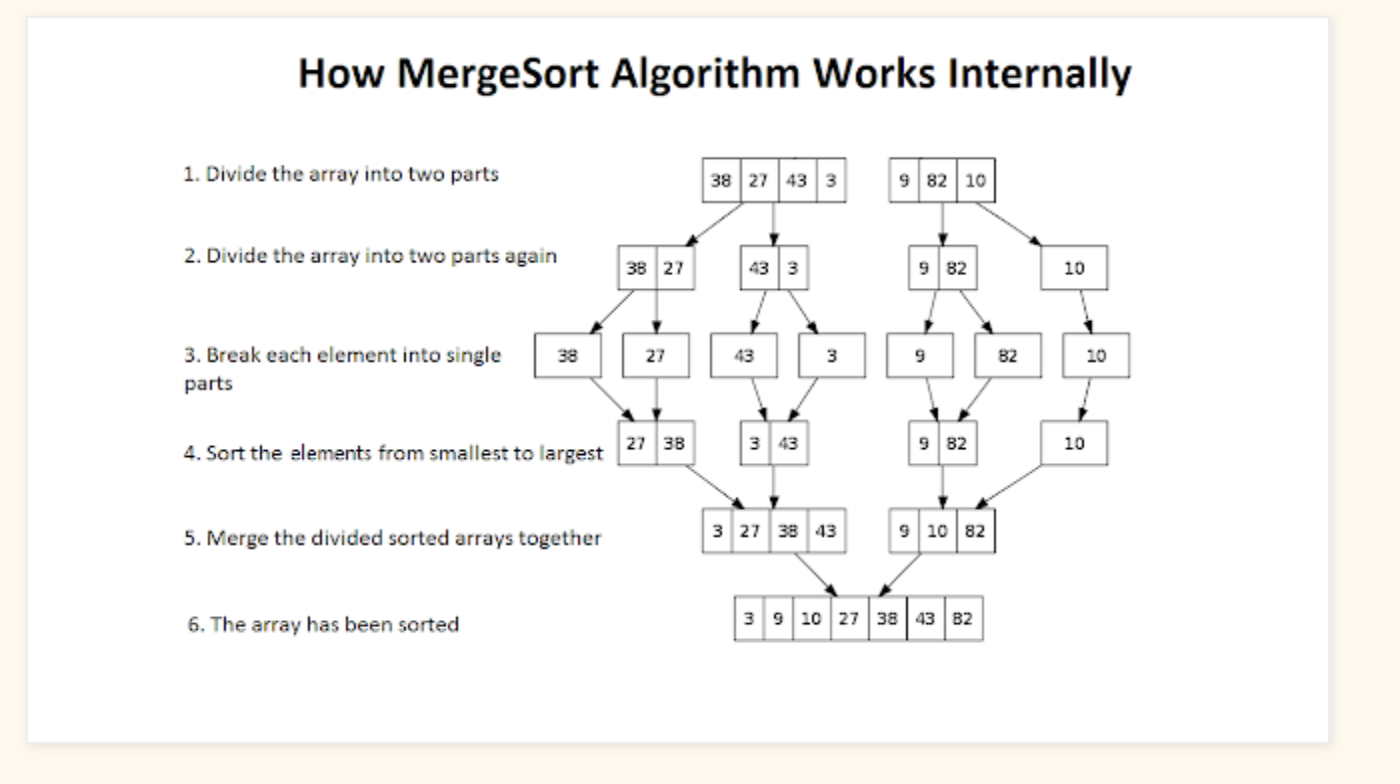 How MergeSort Algorithm Works Internally
1. Divide the array into two parts
38 27 43 3 9 82 10
2. Divide the array into two parts again
38 27 43 3 9 82 10
3. Break each element into single
parts
38 27 43 3 9 82 10
4. Sort the elements from smallest to largest
27 38 3 43 9 82 10
5. Merge the divided sorted arrays together
3 27 38 43 9 10 82
6. The array has been sorted
3 9 10 27 38 43 82